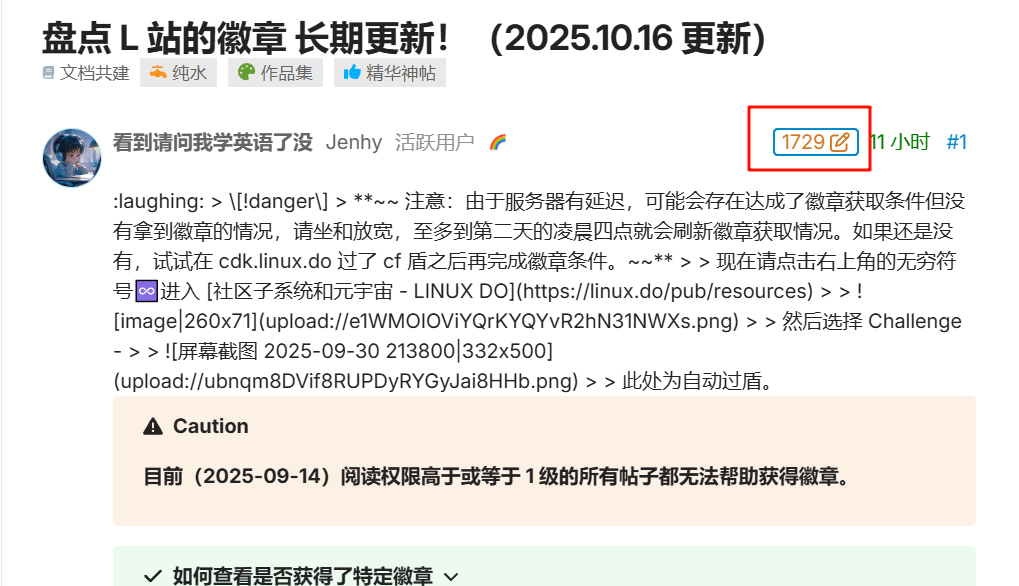 盘点 L 站的徽章 长期更新！（2025.10.16 更新）
文档共建 纯水 作品集 精华神帖
看到请问我学英语了没 Jenhy 活跃用户 1729 11 小时 #1
:laughing: > \[!danger\] > **~~ 注意：由于服务器有延迟，可能会存在达成了徽章获取条件但没
有拿到徽章的情况，请坐和放宽，至多到第二天的凌晨四点就会刷新徽章获取情况。如果还是没
有，试试在 cdk.linux.do 过了 cf 盾之后再完成徽章条件。~~** > > 现在请点击右上角的无穷符
号♾️进入 [社区子系统和元宇宙 - LINUX DO](https://linux.do/pub/resources) > > !
[image|260x71](upload://e1WMOIOViYQrKYQYvR2hN31NWXs.png) > > 然后选择 Challenge
- > > ![屏幕截图 2025-09-30 213800|332x500]
(upload://ubnqm8DVif8RUPDyRYGyJai8HHb.png) > > 此处为自动过盾。
Caution
目前（2025-09-14）阅读权限高于或等于 1 级的所有帖子都无法帮助获得徽章。
如何查看是否获得了特定徽章